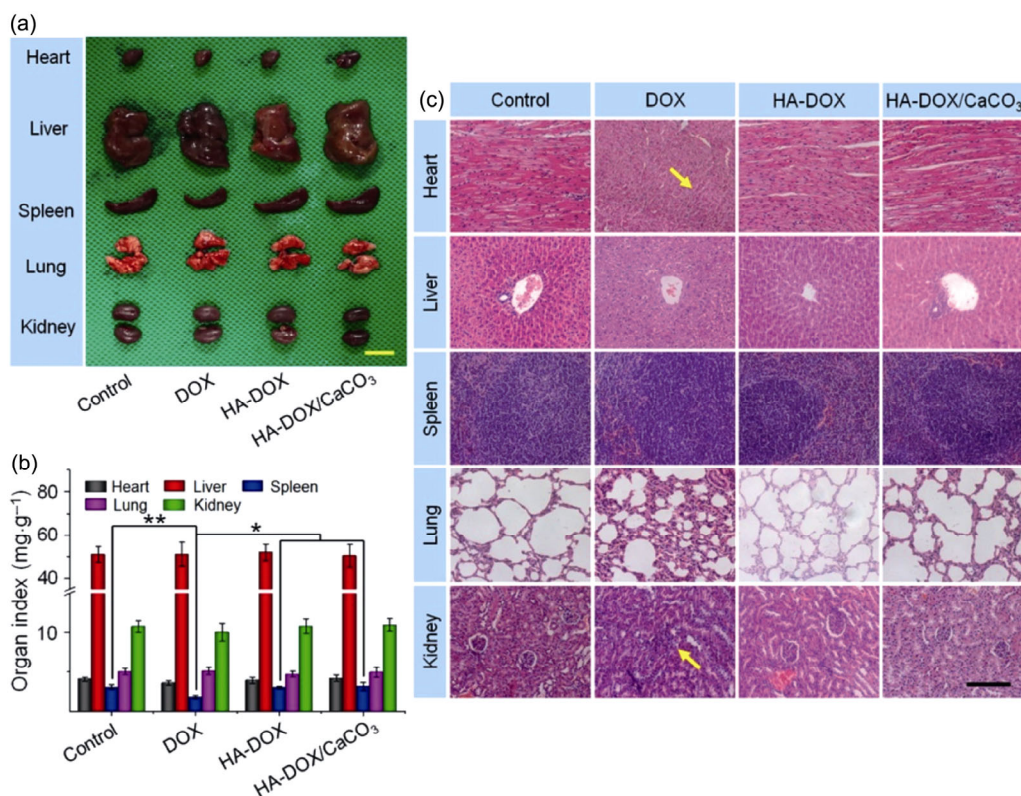 (a)
Heart
Liver
Spleen
Lung
Kidney
Control
DOX
HA-DOX
HA-DOX/CaCO₃
(b)
Organ index (mg·g⁻¹)
80
60
50
40
10
Heart
Liver
Spleen
Lung
Kidney
**
*
Control
DOX
HA-DOX
HA-DOX/CaCO₃
(c)
Control
DOX
HA-DOX
HA-DOX/CaCO₃
Heart
Liver
Spleen
Lung
Kidney